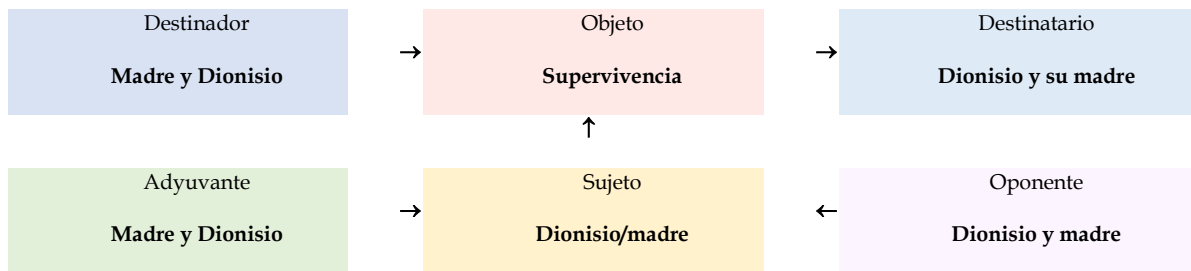 Destinador → Objeto → Destinatario
Madre y Dionisio Supervivencia Dionisio y su madre
↑
Adyuvante → Sujeto ← Oponente
Madre y Dionisio Dionisio/madre Dionisio y madre